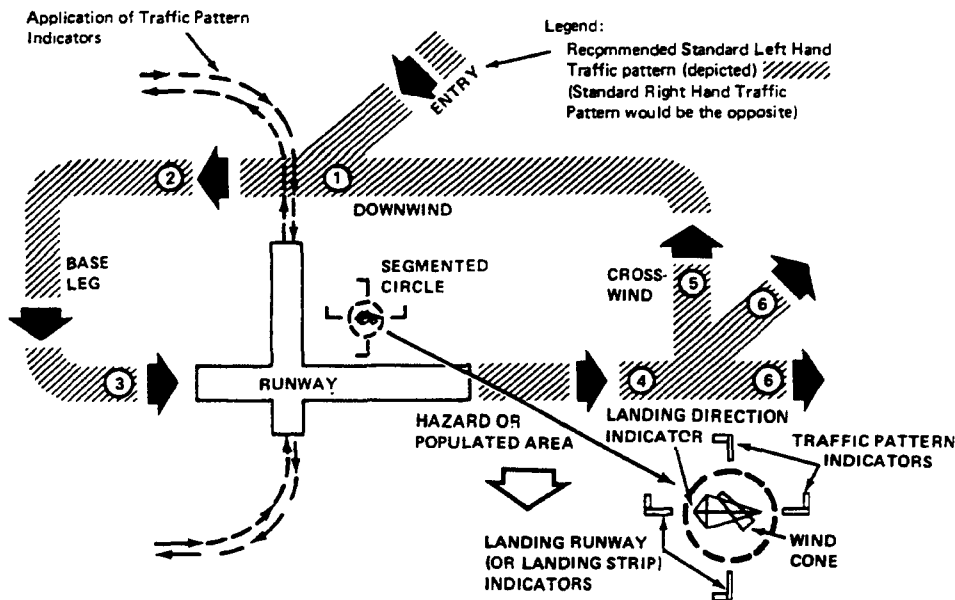 Application of Traffic Pattern
Indicators
Legend:
Recommended Standard Left Hand
Traffic pattern (depicted)
(Standard Right Hand Traffic
Pattern would be the opposite)
ENTRY
2
1
DOWNWIND
BASE
LEG
SEGMENTED
CIRCLE
CROSS-
WIND
5
6
3
RUNWAY
4
6
HAZARD OR
POPULATED AREA
LANDING DIRECTION
INDICATOR
TRAFFIC PATTERN
INDICATORS
LANDING RUNWAY
(OR LANDING STRIP)
INDICATORS
WIND
CONE